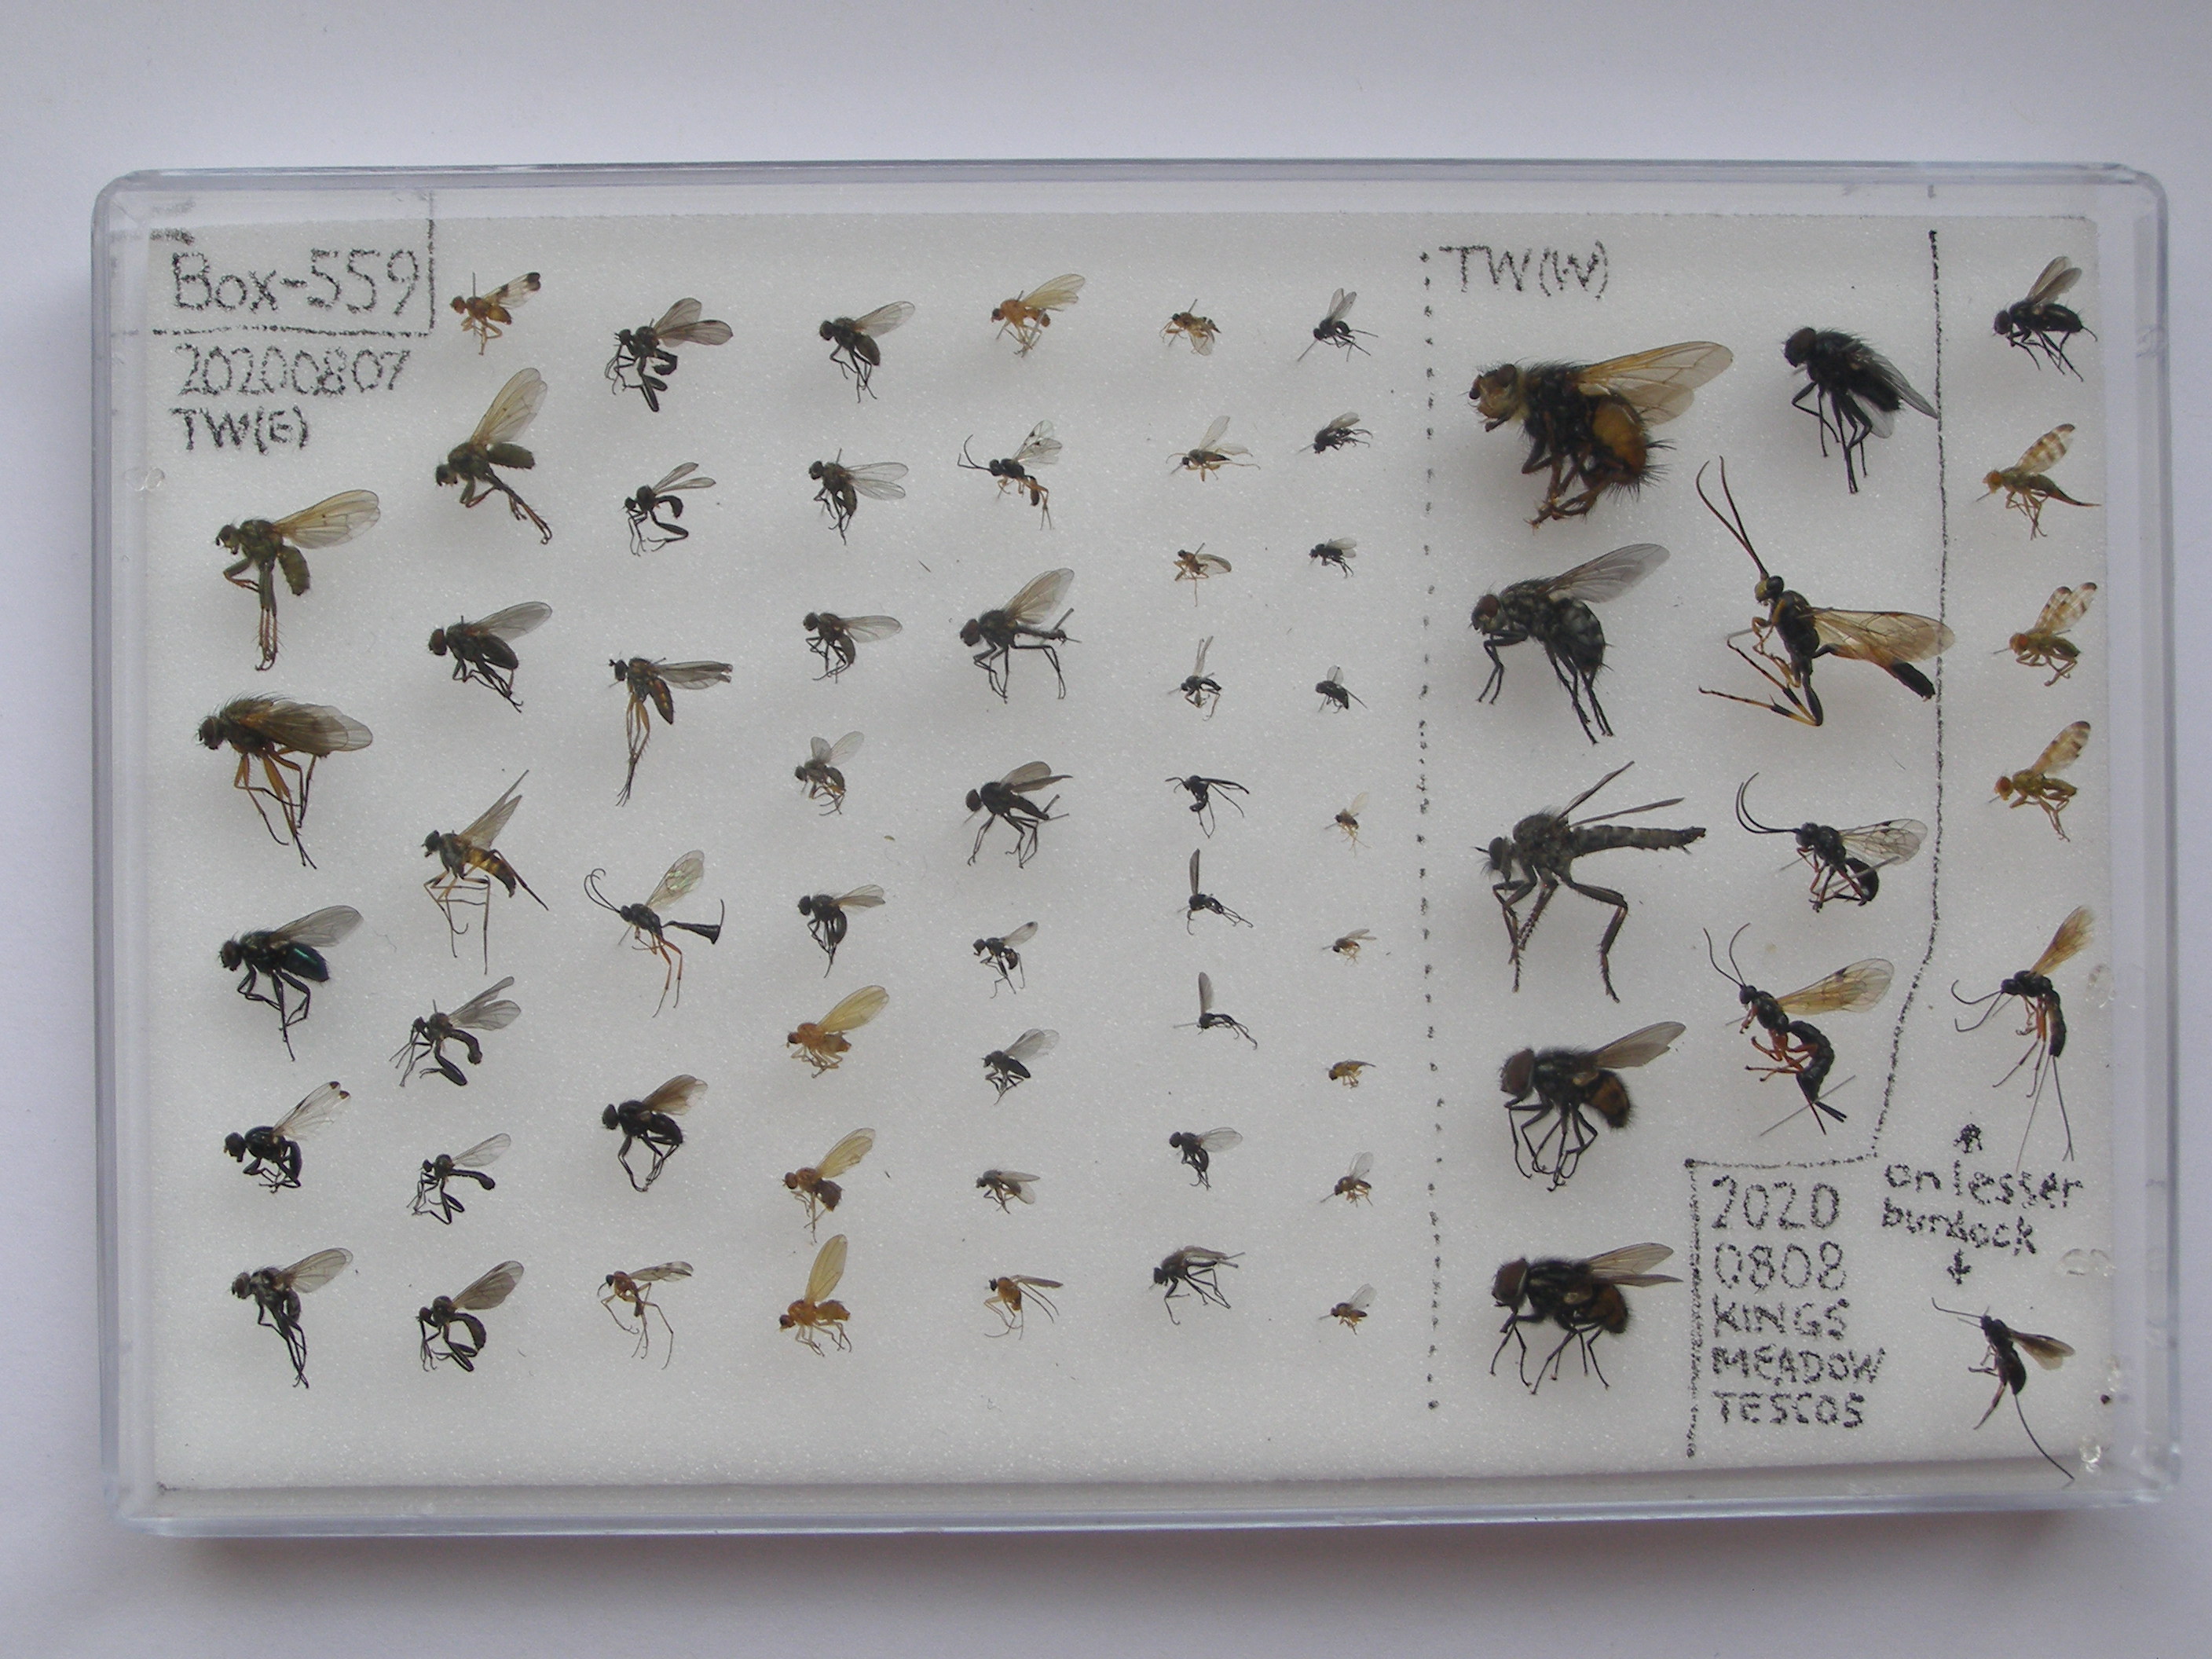 Box-559
20200807
TW(E)
TW(W)
2020
0808
KINGS
MEADOW
TESCOS
on lesser
burdock